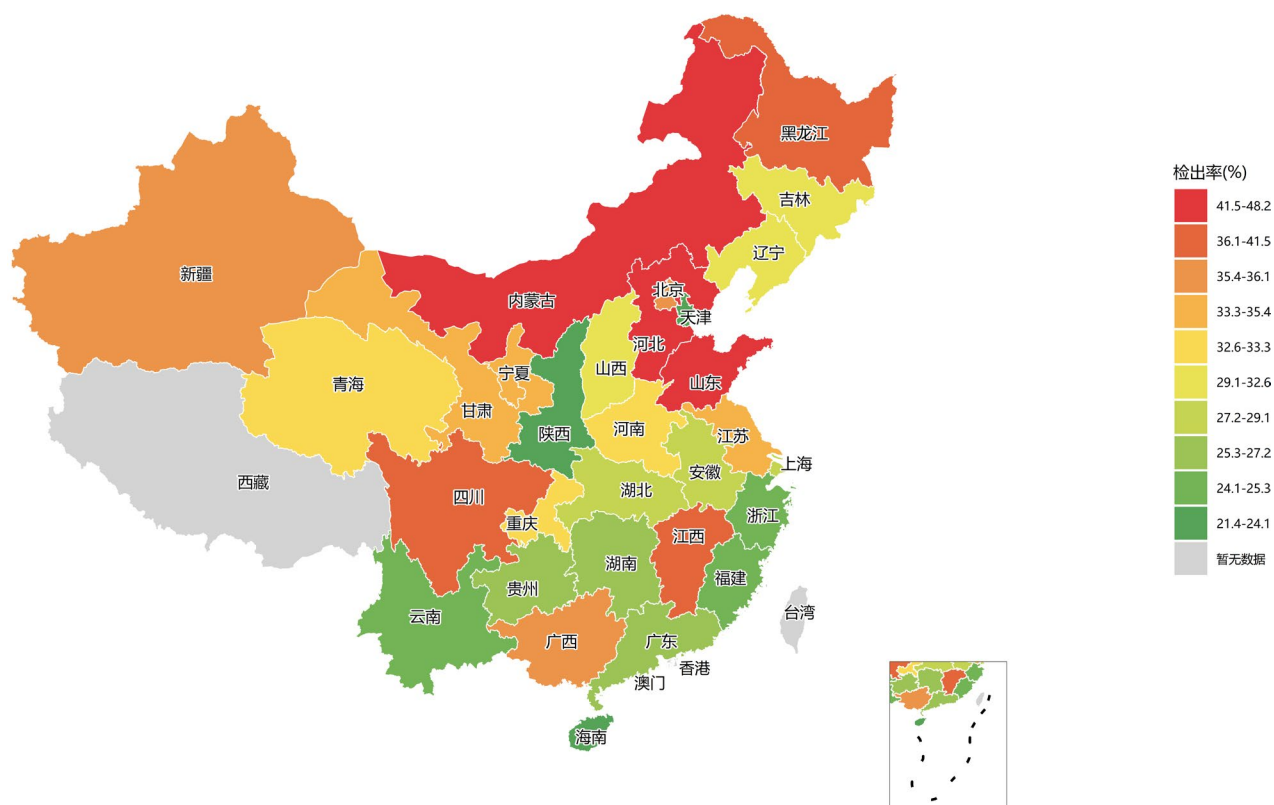 黑龙江
吉林
辽宁
新疆
内蒙古
北京
天津
河北
山西
山东
宁夏
青海
甘肃
陕西
河南
江苏
上海
安徽
西藏
四川
湖北
重庆
浙江
江西
湖南
福建
贵州
云南
台湾
广西
广东
香港
澳门
海南
检出率(%)
41.5-48.2
36.1-41.5
35.4-36.1
33.3-35.4
32.6-33.3
29.1-32.6
27.2-29.1
25.3-27.2
24.1-25.3
21.4-24.1
暂无数据